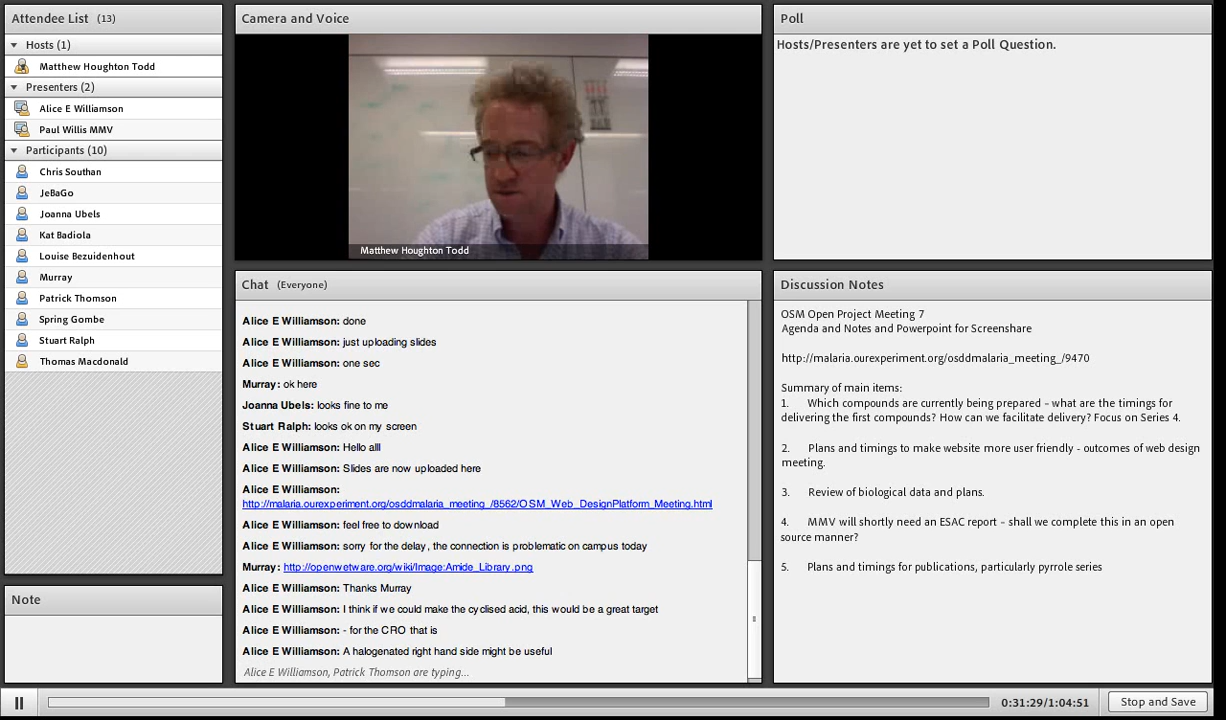 Attendee List (13)
Hosts (1)
Matthew Houghton Todd
Presenters (2)
Alice E Williamson
Paul Willis MMV
Participants (10)
Chris Southan
JeBaGo
Joanna Ubels
Kat Badiola
Louise Bezuidenhout
Murray
Patrick Thomson
Spring Gombe
Stuart Ralph
Thomas Macdonald
Note
Camera and Voice
Matthew Houghton Todd
Chat (Everyone)
Alice E Williamson: done
Alice E Williamson: just uploading slides
Alice E Williamson: one sec
Murray: ok here
Joanna Ubels: looks fine to me
Stuart Ralph: looks ok on my screen
Alice E Williamson: Hello alll
Alice E Williamson: Slides are now uploaded here
Alice E Williamson:
http://malaria.ourexperiment.org/osddmalaria_meeting_/8562/OSM_Web_DesignPlatform_Meeting.html
Alice E Williamson: feel free to download
Alice E Williamson: sorry for the delay, the connection is problematic on campus today
Murray: http://openwetware.org/wiki/Image:Amide_Library.png
Alice E Williamson: Thanks Murray
Alice E Williamson: I think if we could make the cyclised acid, this would be a great target
Alice E Williamson: - for the CRO that is
Alice E Williamson: A halogenated right hand side might be useful
Alice E Williamson, Patrick Thomson are typing...
Poll
Hosts/Presenters are yet to set a Poll Question.
Discussion Notes
OSM Open Project Meeting 7
Agenda and Notes and Powerpoint for Screenshare
http://malaria.ourexperiment.org/osddmalaria_meeting_/9470
Summary of main items:
1. Which compounds are currently being prepared - what are the timings for
delivering the first compounds? How can we facilitate delivery? Focus on Series 4.
2. Plans and timings to make website more user friendly - outcomes of web design
meeting.
3. Review of biological data and plans.
4. MMV will shortly need an ESAC report - shall we complete this in an open
source manner?
5. Plans and timings for publications, particularly pyrrole series
0:31:29/1:04:51
Stop and Save